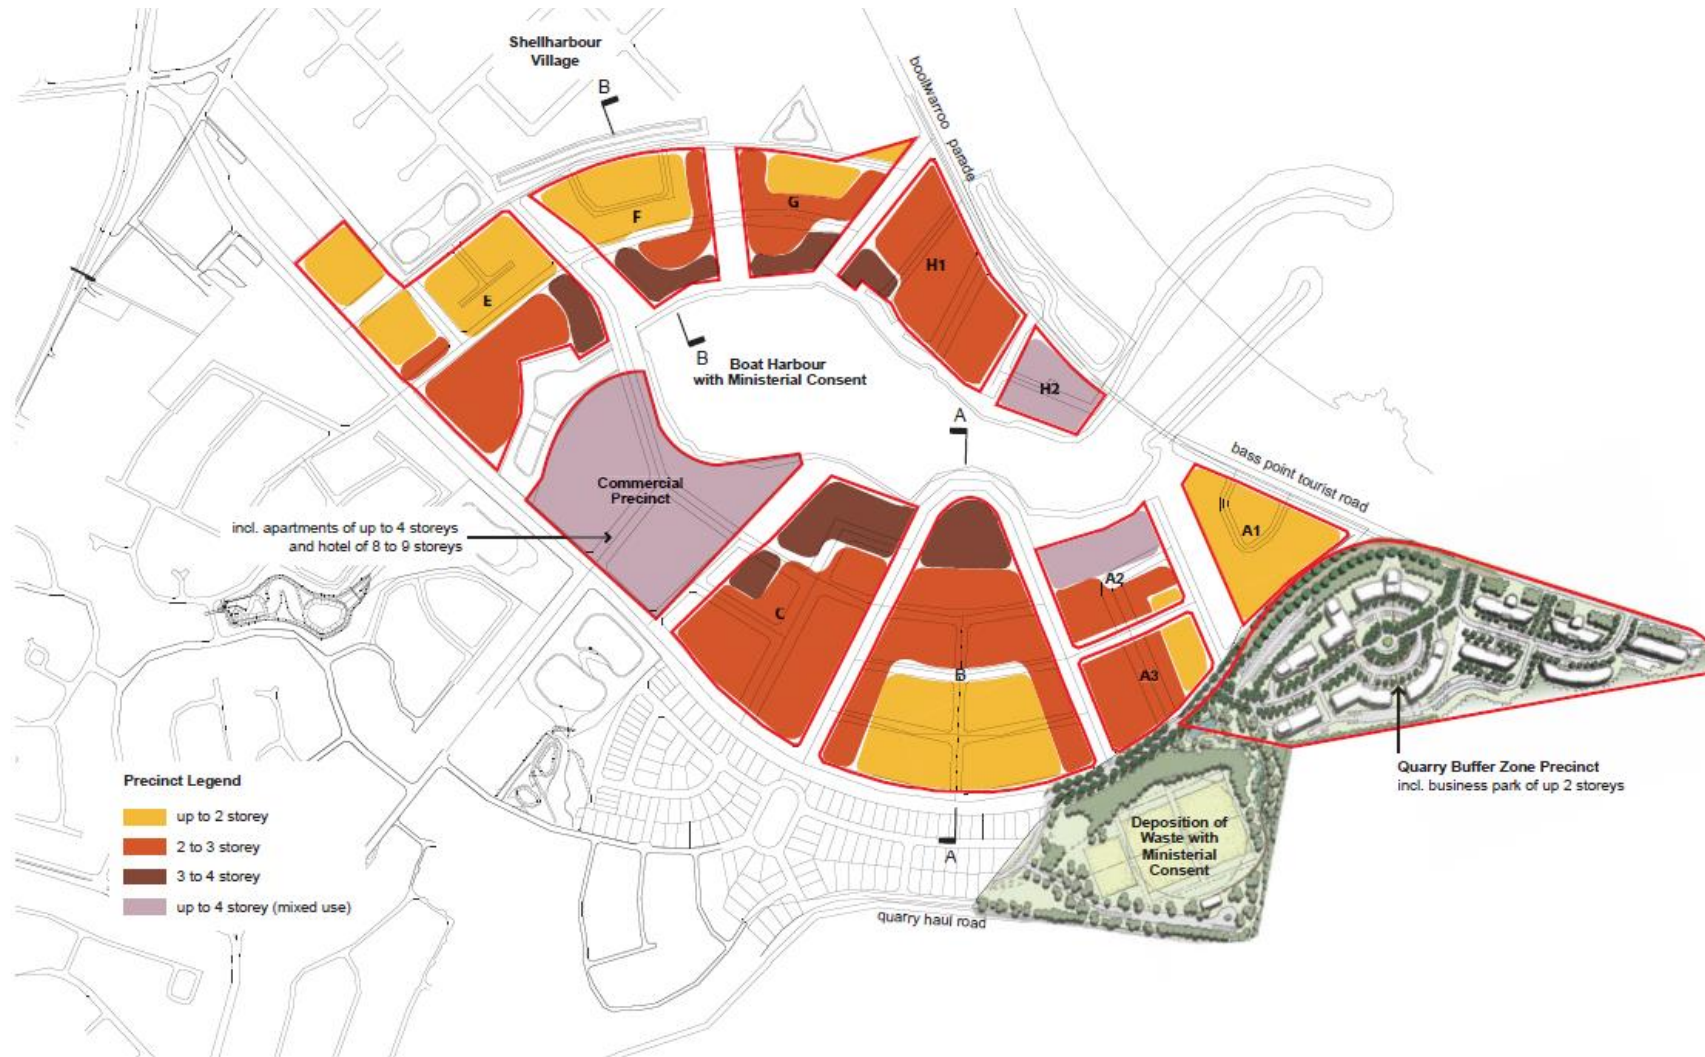 Shellharbour
Village
B
boollwarroo parade
F
G
H1
E
B
Boat Harbour
with Ministerial Consent
H2
A
bass point tourist road
Commercial
Precinct
incl. apartments of up to 4 storeys
and hotel of 8 to 9 storeys
A1
A2
C
B
A3
Precinct Legend
up to 2 storey
2 to 3 storey
3 to 4 storey
up to 4 storey (mixed use)
Quarry Buffer Zone Precinct
incl. business park of up 2 storeys
Deposition of
Waste with
Ministerial
Consent
A
quarry haul road